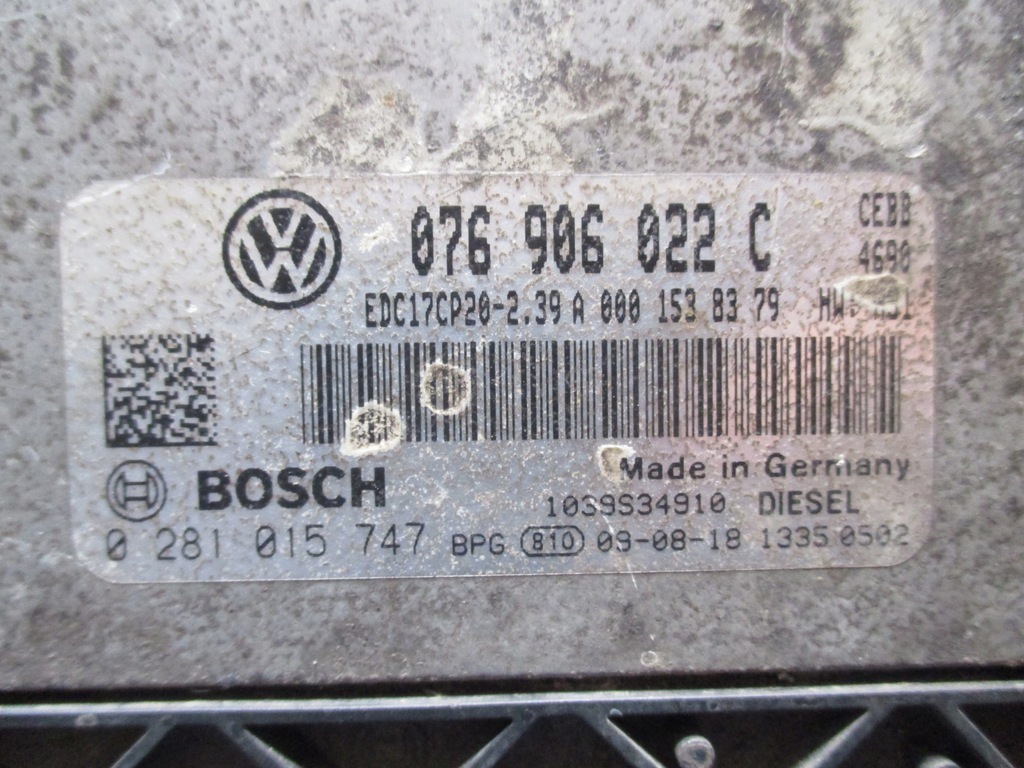 076 906 022 C CEBB
4690
EDC17CP20-2.39 A 000 153 83 79
BOSCH Made in Germany
10S9S34910 DIESEL
0 281 015 747 BPG 810 09-08-18 1335 0502